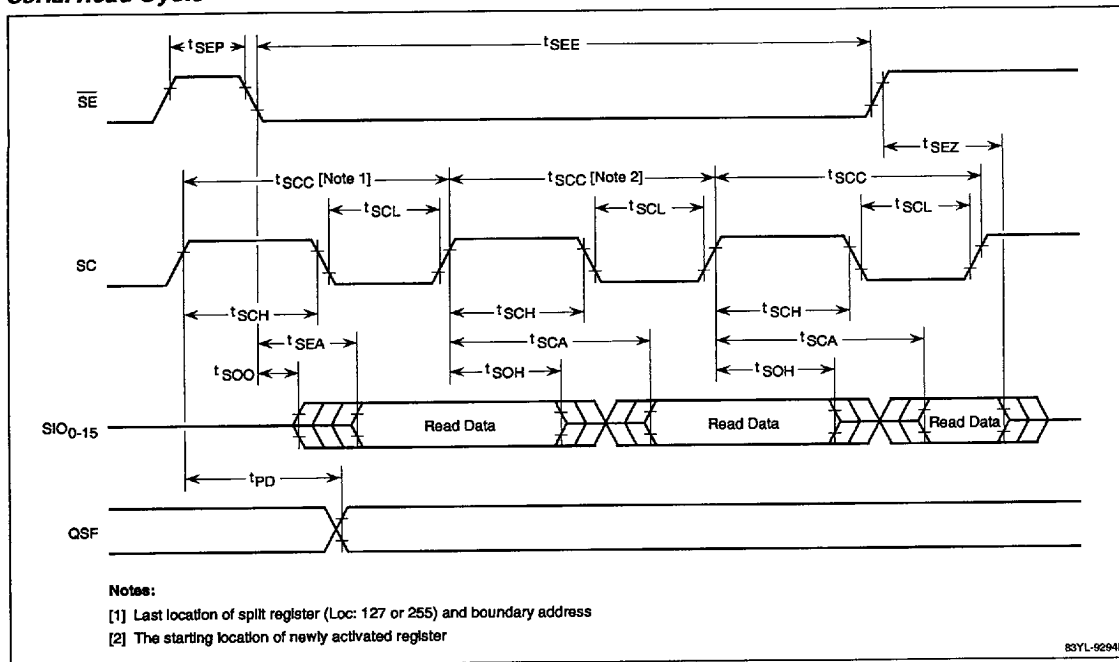 Serial Read Cycle
tSEP
tSEE
SE
tSEZ
tSCC [Note 1]
tSCC [Note 2]
tSCC
tSCL
tSCL
tSCL
SC
tSCH
tSCH
tSCH
tSEA
tSCA
tSCA
tSOO
tSOH
tSOH
SIO0-15
Read Data
Read Data
Read Data
tPD
QSF
Notes:
[1] Last location of split register (Loc: 127 or 255) and boundary address
[2] The starting location of newly activated register